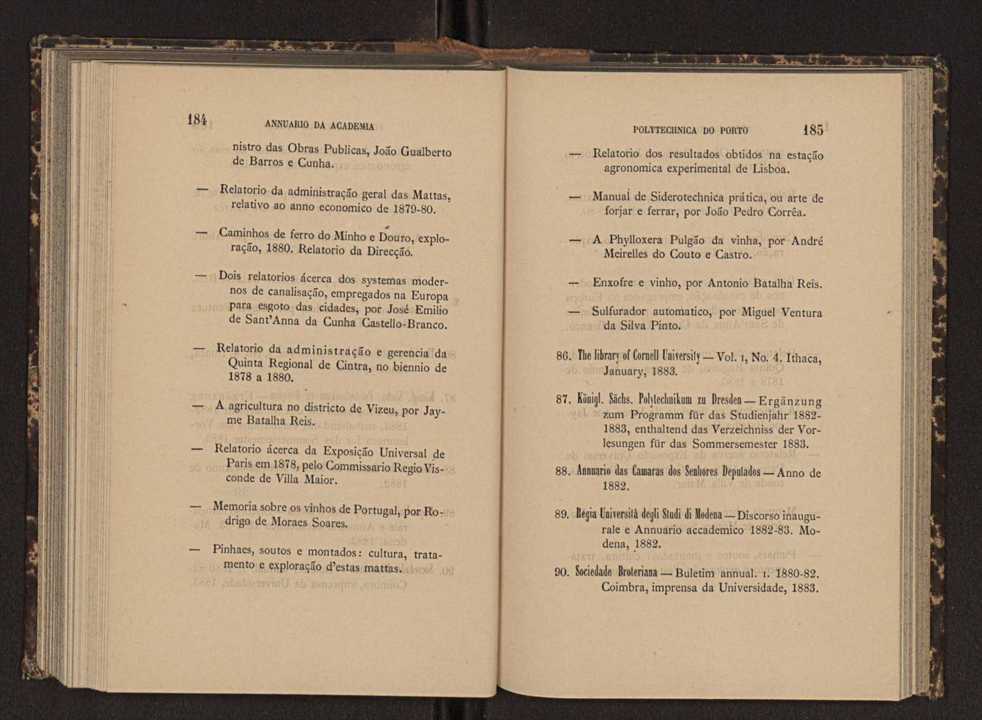 184
ANNUARIO DA ACADEMIA
nistro das Obras Publicas, João Gualberto
de Barros e Cunha.
— Relatorio da administração geral das Mattas,
relativo ao anno economico de 1879-80.
— Caminhos de ferro do Minho e Douro, explo-
ração, 1880. Relatorio da Direcção.
— Dois relatorios ácerca dos systemas moder-
nos de canalisação, empregados na Europa
para esgoto das cidades, por José Emilio
de Sant'Anna da Cunha Castello-Branco.
— Relatorio da administração e gerencia da
Quinta Regional de Cintra, no biennio de
1878 a 1880.
— A agricultura no districto de Vizeu, por Jay-
me Batalha Reis.
— Relatorio ácerca da Exposição Universal de
Paris em 1878, pelo Commissario Regio Vis-
conde de Villa Maior.
— Memoria sobre os vinhos de Portugal, por Ro-
drigo de Moraes Soares.
— Pinhaes, soutos e montados: cultura, trata-
mento e exploração d'estas mattas.
POLYTECHNICA DO PORTO
185
— Relatorio dos resultados obtidos na estação
agronomica experimental de Lisboa.
— Manual de Siderotechnica prática, ou arte de
forjar e ferrar, por João Pedro Corrêa.
— A Phylloxera Pulgão da vinha, por André
Meirelles do Couto e Castro.
— Enxofre e vinho, por Antonio Batalha Reis.
— Sulfurador automatico, por Miguel Ventura
da Silva Pinto.
86. The library of Cornell University — Vol. 1, No. 4. Ithaca,
January, 1883.
87. Königl. Sächs. Polytechnikum zu Dresden — Ergänzung
zum Programm für das Studienjahr 1882-
1883, enthaltend das Verzeichniss der Vor-
lesungen für das Sommersemester 1883.
88. Annuario das Camaras dos Senhores Deputados — Anno de
1882.
89. Regia Università degli Studi di Modena — Discorso inaugu-
rale e Annuario accademico 1882-83. Mo-
dena, 1882.
90. Sociedade Broteriana — Buletim annual. 1. 1880-82.
Coimbra, imprensa da Universidade, 1883.